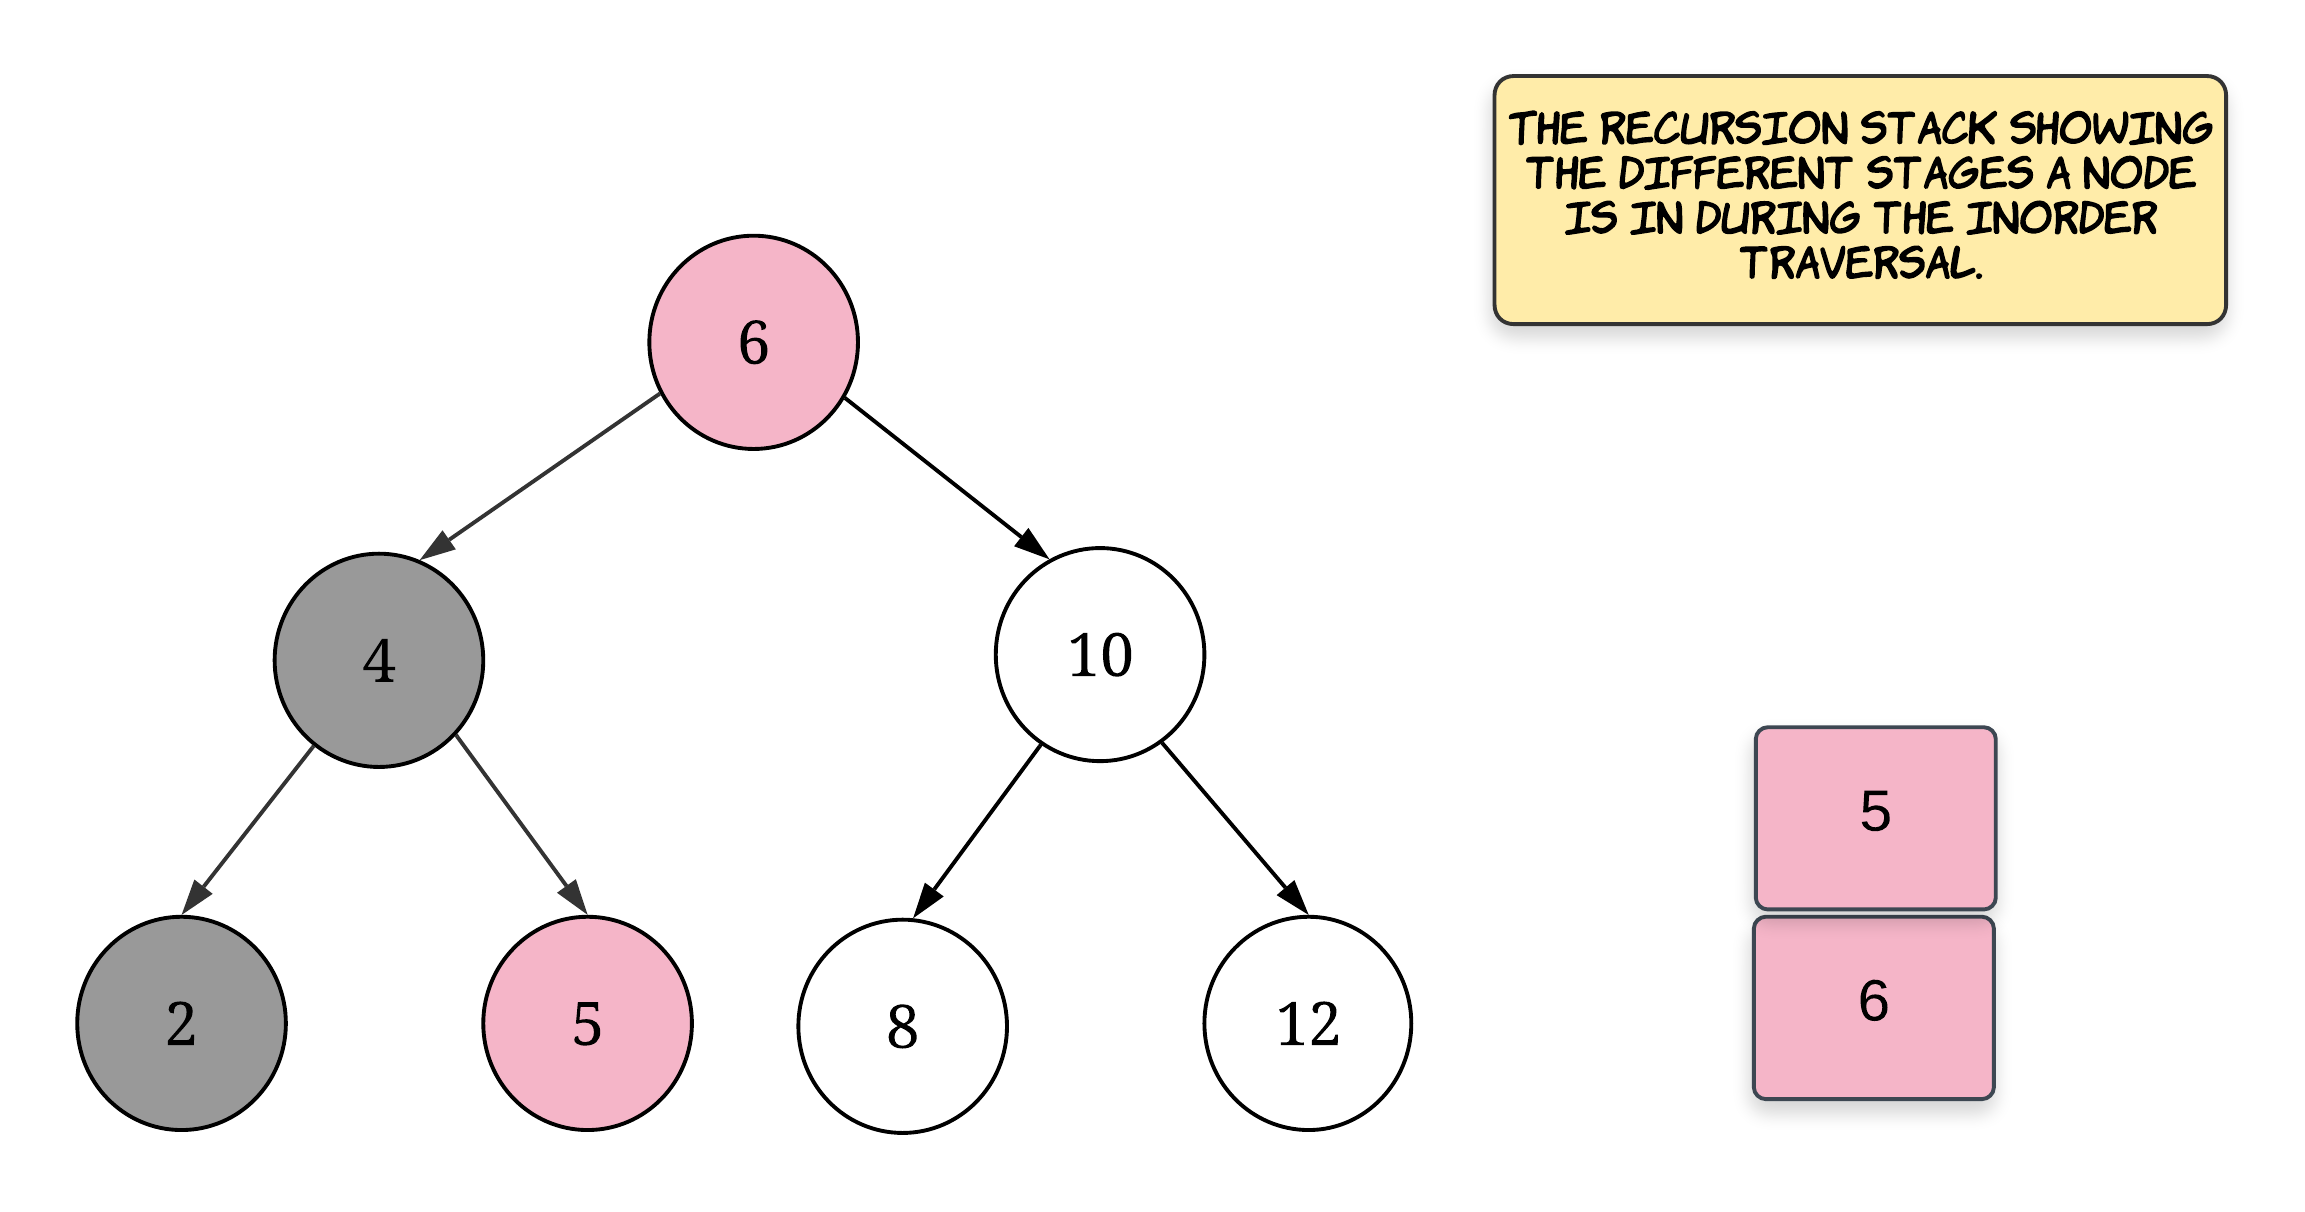 THE RECURSION STACK SHOWING
THE DIFFERENT STAGES A NODE
IS IN DURING THE INORDER
TRAVERSAL.
6
4
10
2
5
8
12
5
6